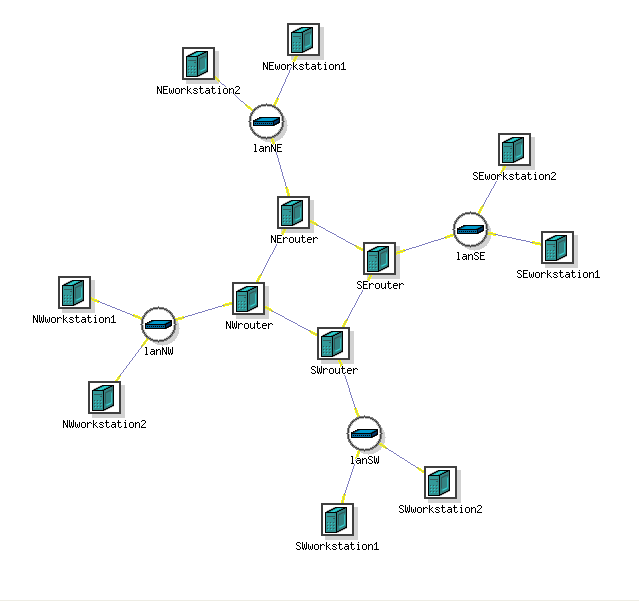 NEworkstation1
NEworkstation2
lanNE
SEworkstation2
NErouter
lanSE
SEworkstation1
SErouter
NWworkstation1
NWrouter
lanNW
SWrouter
NWworkstation2
lanSW
SWworkstation2
SWworkstation1